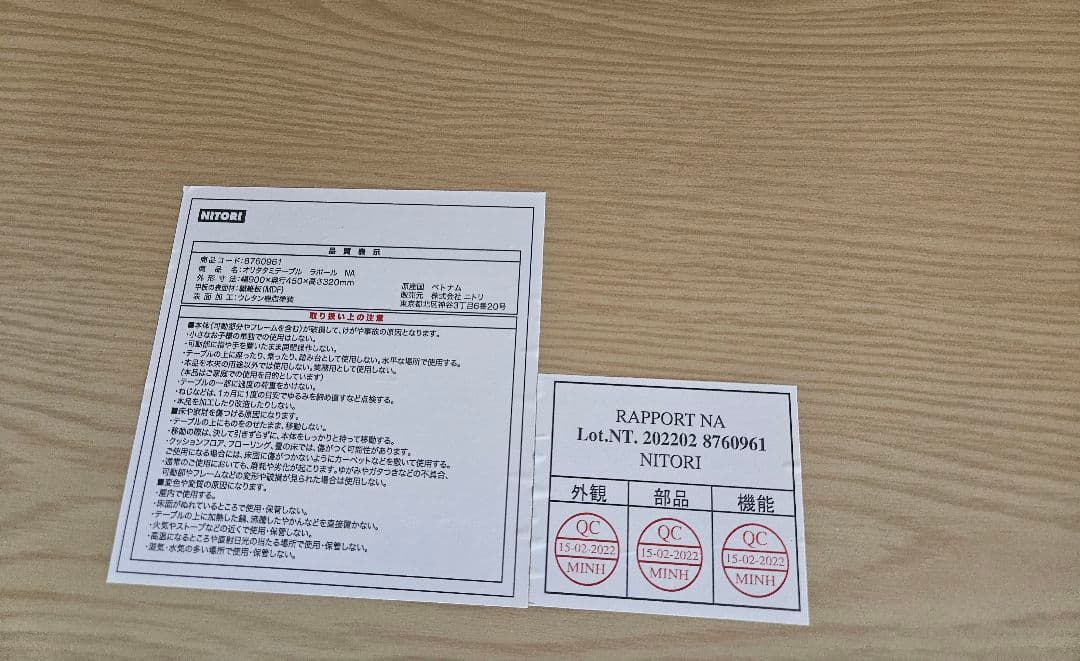 NITORI
品質表示
商品コード:8760961
商 品 名:オリタタミテーブル ラポール NA
外形寸法:幅900×奥行450×高さ320mm
甲板の表面材:繊維板(MDF)
表面加工:ウレタン樹脂塗装
原産国 ベトナム
販売元 株式会社ニトリ
東京都北区神谷3丁目6番20号
取り扱い上の注意
■本体(可動部分やフレームを含む)が破損して、けがや事故の原因となります。
・小さなお子様の単独での使用はしない。
・可動部に指や手を置いたまま開閉操作しない。
・テーブルの上に座ったり、乗ったり、踏み台として使用しない。水平な場所で使用する。
・本品を本来の用途以外では使用しない。業務用として使用しない。
(本品はご家庭での使用を目的としています)
・テーブルの一部に過度の荷重をかけない。
・ねじなどは、1ヵ月に1度の目安でゆるみを締め直すなど点検する。
・本品を加工したり改造したりしない。
■床や家財を傷つける原因になります。
・テーブルの上にものをのせたまま、移動しない。
・移動の際は、決して引きずらずに、本体をしっかりと持って移動する。
・クッションフロア、フローリング、畳の床では、傷がつく可能性があります。
ご使用になる場合には、床面に傷がつかないようにカーペットなどを敷いて使用する。
・通常のご使用においても、磨耗や劣化が起こります。ゆがみやガタつきなどの不具合、
可動部やフレームなどの変形や破損が見られた場合は使用しない。
■変色や変質の原因になります。
・屋内で使用する。
・床面がぬれているところで使用・保管しない。
・テーブルの上に加熱した鍋、沸騰したやかんなどを直接置かない。
・火気やストーブなどの近くで使用・保管しない。
・高温になるところや直射日光の当たる場所で使用・保管しない。
・湿気・水気の多い場所で使用・保管しない。
RAPPORT NA
Lot.NT. 202202 8760961
NITORI
外観 部品 機能
QC QC QC
15-02-2022 15-02-2022 15-02-2022
MINH MINH MINH